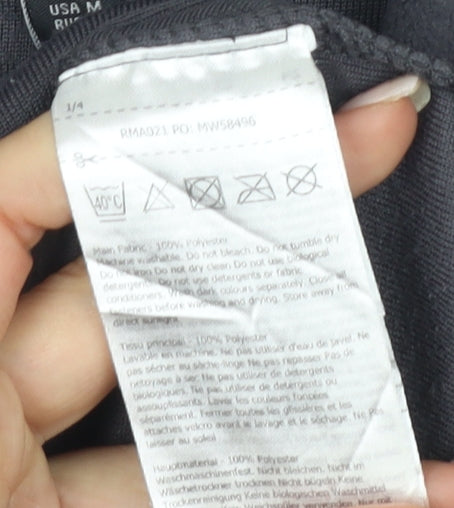 USA M
1/4
RMA021 PO: MW58496
40°C
Main Fabric - 100% Polyester
Machine washable. Do not bleach. Do not tumble dry
Do not iron Do not dry clean Do not use biological
detergents. Do not use detergents or fabric
conditioners. Wash dark colours separately. Close all
fasteners before washing and drying. Store away from
direct sunlight
Tissu principal - 100% Polyester
Lavable en machine. Ne pas utiliser d'eau de javel. Ne
pas sécher au sèche-linge Ne pas repasser Pas de
nettoyage à sec Ne pas utiliser de détergents
biologiques. Ne pas utiliser de détergents ou
assouplissants. Laver les couleurs foncées
séparément. Fermer toutes les glissières et les
attaches velcro avant le lavage et le séchage. Ne pas
laisser au soleil
Hauptmaterial - 100% Polyester
Waschmaschinenfest. Nicht bleichen. Nicht im
Wäschetrockner trocknen Nicht bügeln Keine
Trockenreinigung Keine biologischen Waschmittel
verwenden. Nur mit